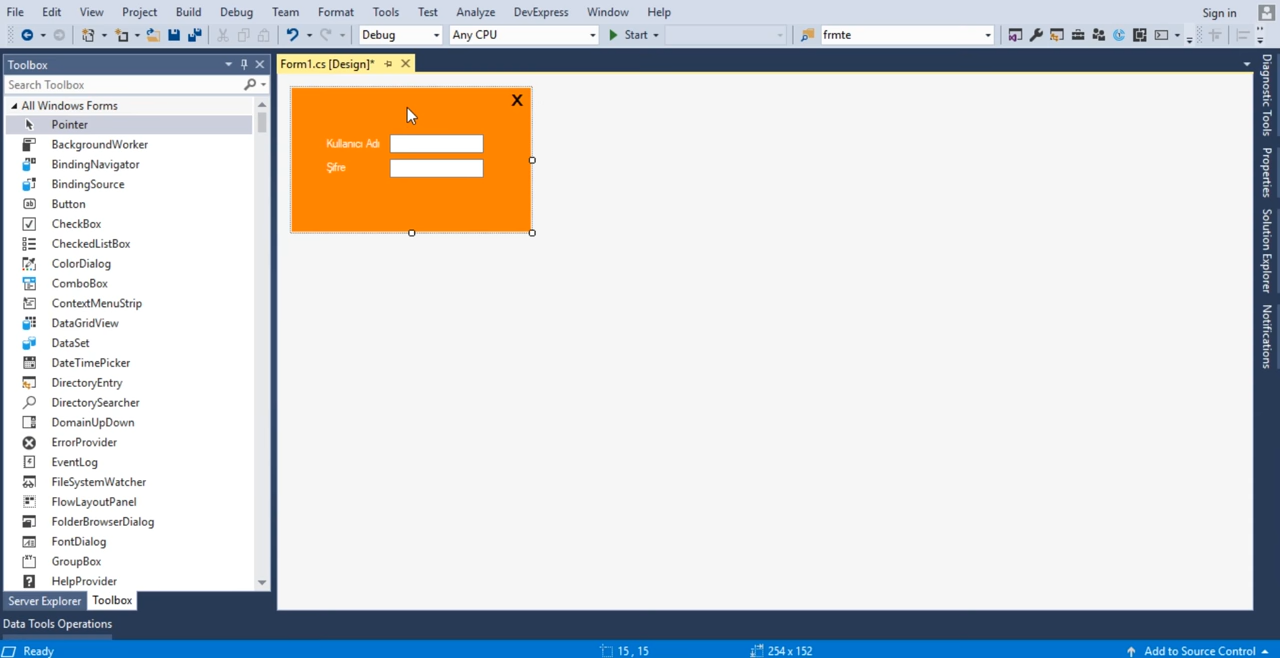 File Edit View Project Build Debug Team Format Tools Test Analyze DevExpress Window Help Sign in
Debug Any CPU Start frmte
Toolbox
Form1.cs [Design]*
Search Toolbox
All Windows Forms
Pointer
BackgroundWorker
BindingNavigator
BindingSource
Button
CheckBox
CheckedListBox
ColorDialog
ComboBox
ContextMenuStrip
DataGridView
DataSet
DateTimePicker
DirectoryEntry
DirectorySearcher
DomainUpDown
ErrorProvider
EventLog
FileSystemWatcher
FlowLayoutPanel
FolderBrowserDialog
FontDialog
GroupBox
HelpProvider
Server Explorer Toolbox
Data Tools Operations
X
Kullanıcı Adı
Şifre
Diagnostic Tools
Properties
Solution Explorer
Notifications
Ready 15 , 15 254 x 152 Add to Source Control